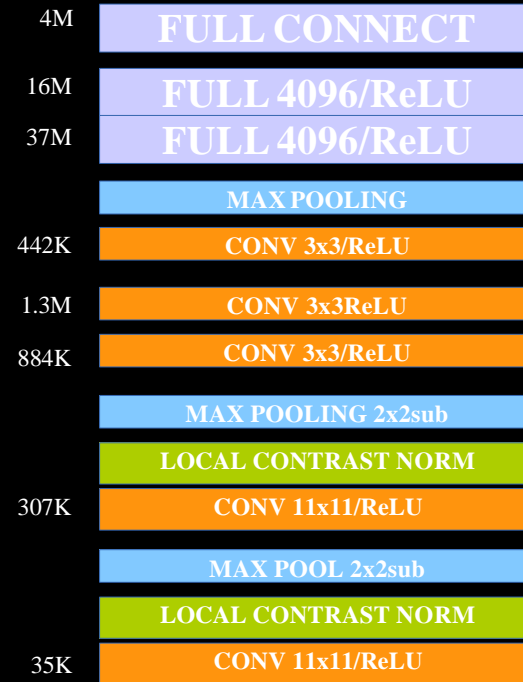 4M FULL CONNECT
16M FULL 4096/ReLU
37M FULL 4096/ReLU
MAX POOLING
442K CONV 3x3/ReLU
1.3M CONV 3x3ReLU
884K CONV 3x3/ReLU
MAX POOLING 2x2sub
LOCAL CONTRAST NORM
307K CONV 11x11/ReLU
MAX POOL 2x2sub
LOCAL CONTRAST NORM
35K CONV 11x11/ReLU